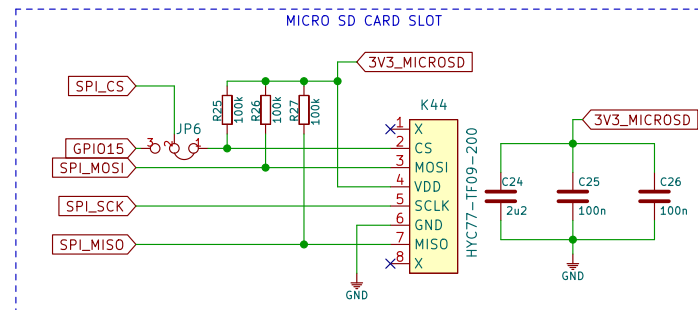 MICRO SD CARD SLOT
3V3_MICROSD
SPI_CS
R25
100k
R26
100k
R27
100k
K44
3V3_MICROSD
JP6
GPIO15
3
2
1
SPI_MOSI
SPI_SCK
SPI_MISO
1 X
2 CS
3 MOSI
4 VDD
5 SCLK
6 GND
7 MISO
8 X
HYC77-TF09-200
C24
2u2
C25
100n
C26
100n
GND
GND